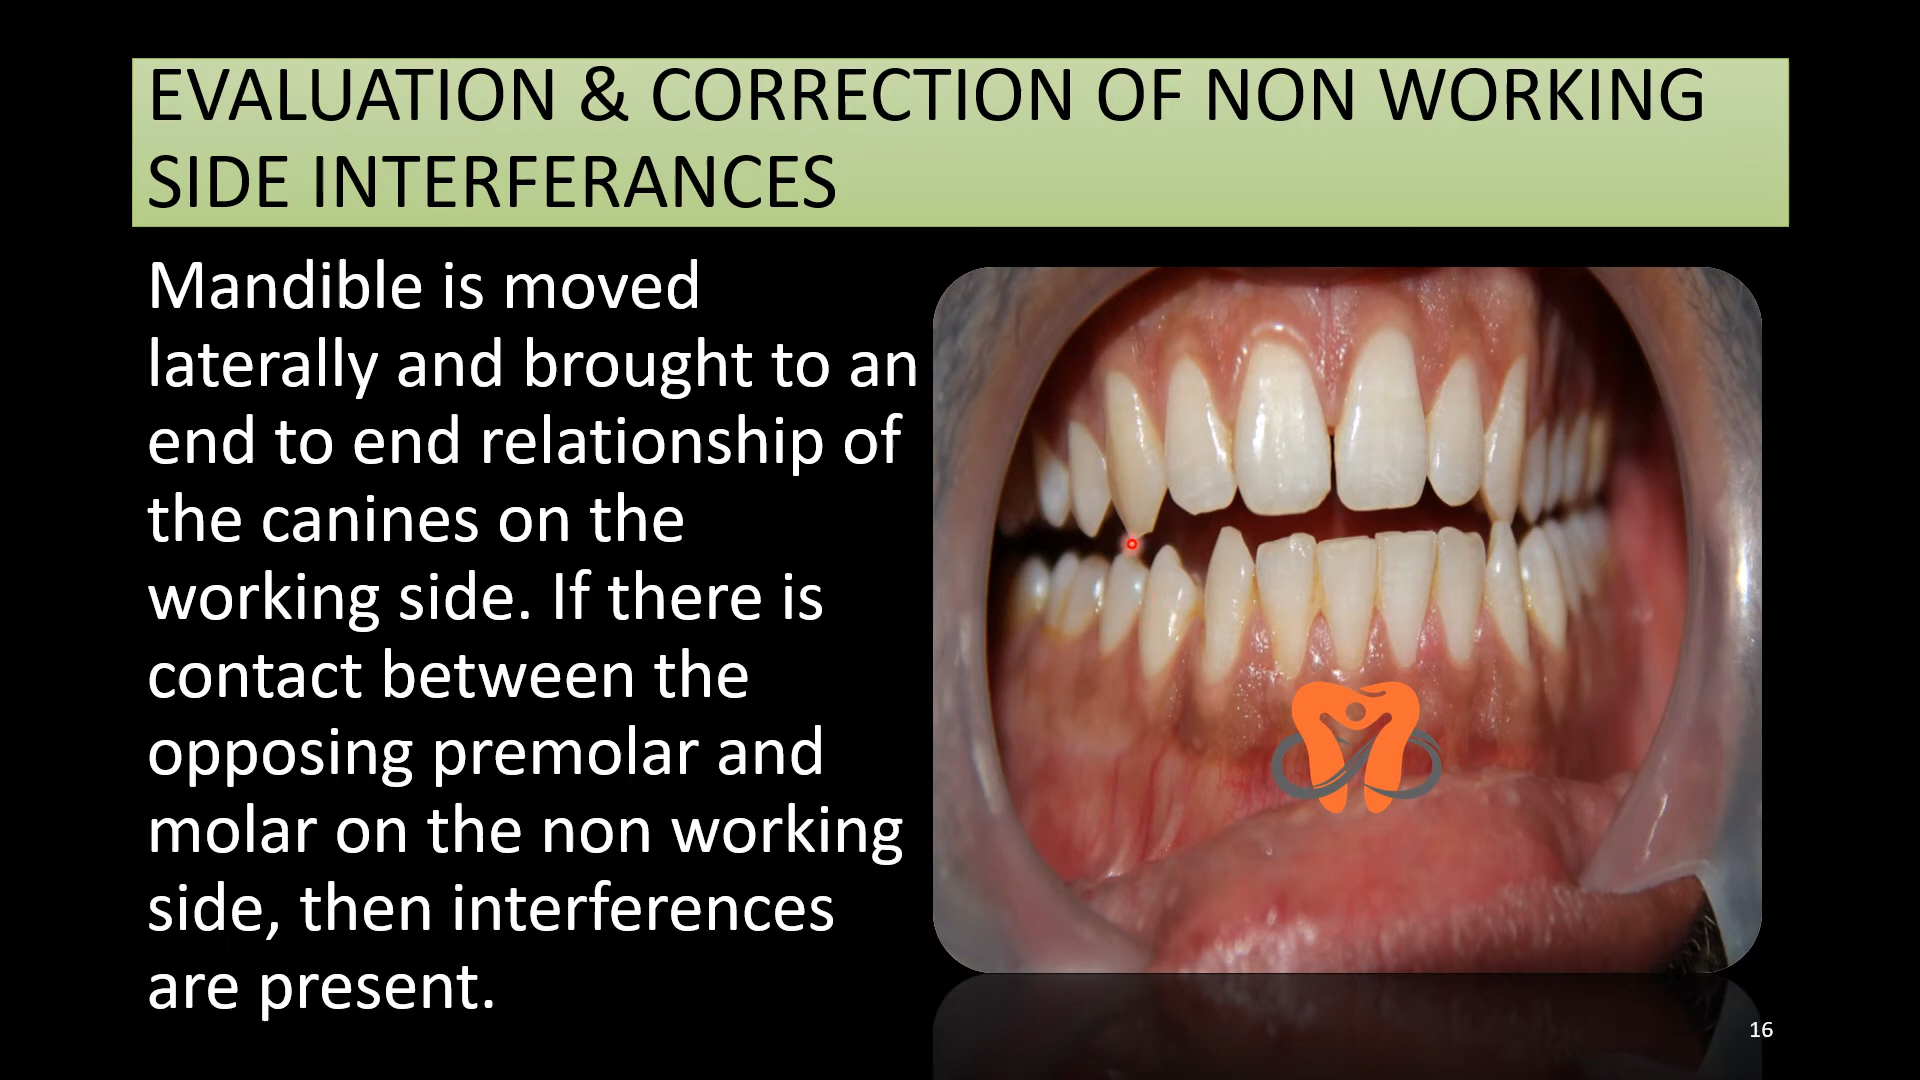 EVALUATION & CORRECTION OF NON WORKING
SIDE INTERFERANCES
Mandible is moved
laterally and brought to an
end to end relationship of
the canines on the
working side. If there is
contact between the
opposing premolar and
molar on the non working
side, then interferences
are present.
16